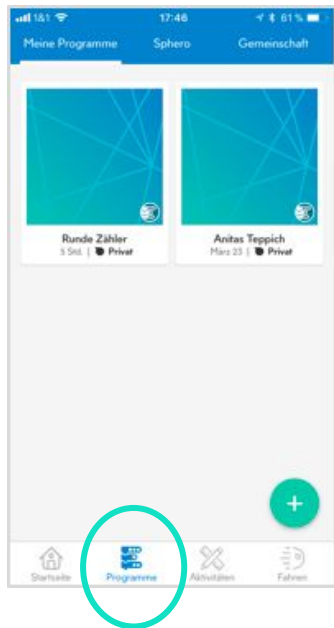 1&1 17:46 61 %
Meine Programme Sphero Gemeinschaft
Runde Zähler Anitas Teppich
5 Std. | Privat März 23 | Privat
+
Startseite Programme Aktivitäten Fahren